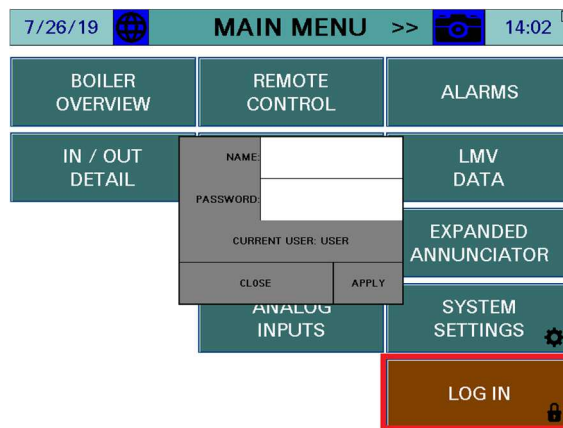 7/26/19
MAIN MENU
>>
14:02
BOILER
OVERVIEW
REMOTE
CONTROL
ALARMS
IN / OUT
DETAIL
LMV
DATA
NAME:
PASSWORD:
CURRENT USER: USER
CLOSE
APPLY
EXPANDED
ANNUNCIATOR
ANALOG
INPUTS
SYSTEM
SETTINGS
LOG IN